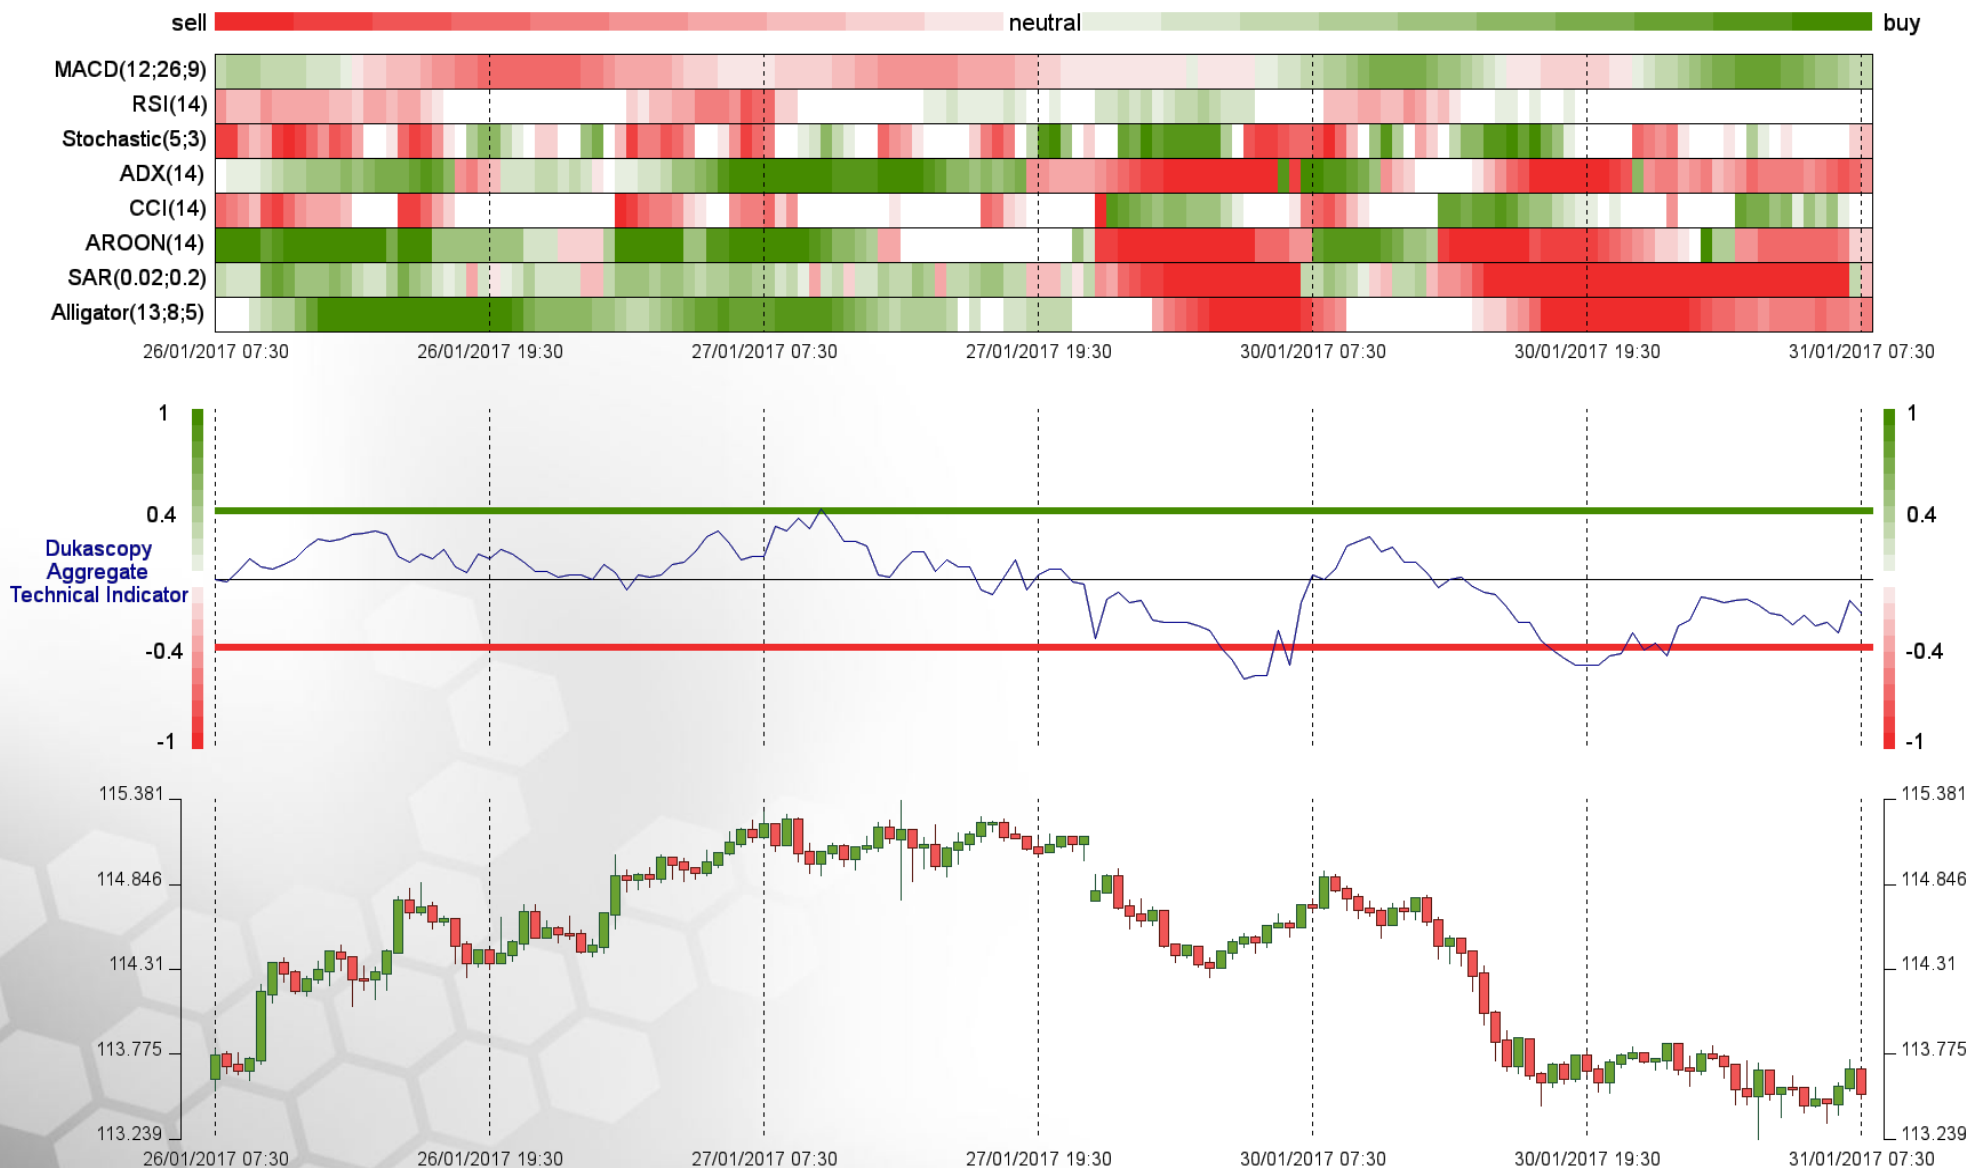 sell neutral buy
MACD(12;26;9)
RSI(14)
Stochastic(5;3)
ADX(14)
CCI(14)
AROON(14)
SAR(0.02;0.2)
Alligator(13;8;5)
26/01/2017 07:30 26/01/2017 19:30 27/01/2017 07:30 27/01/2017 19:30 30/01/2017 07:30 30/01/2017 19:30 31/01/2017 07:30
1 1
0.4 0.4
Dukascopy
Aggregate
Technical Indicator
-0.4 -0.4
-1 -1
115.381 115.381
114.846 114.846
114.31 114.31
113.775 113.775
113.239 113.239
26/01/2017 07:30 26/01/2017 19:30 27/01/2017 07:30 27/01/2017 19:30 30/01/2017 07:30 30/01/2017 19:30 31/01/2017 07:30